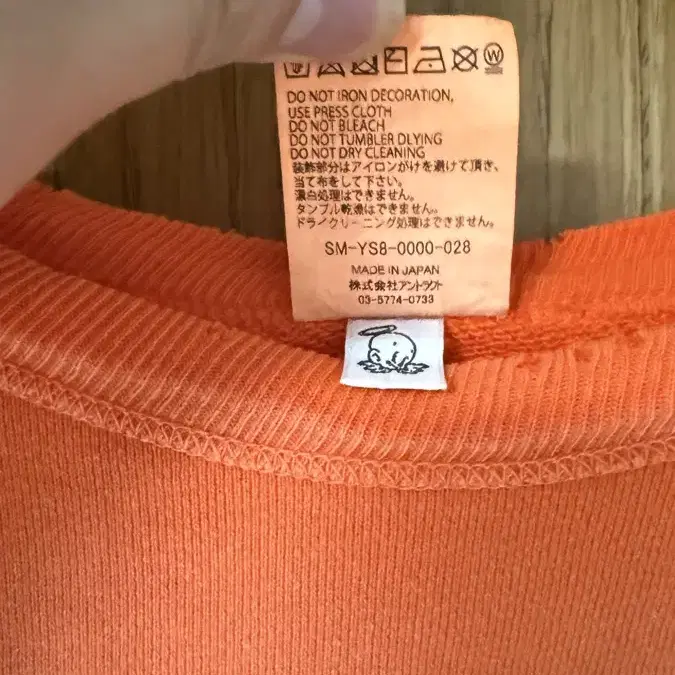 W
DO NOT IRON DECORATION,
USE PRESS CLOTH
DO NOT BLEACH
DO NOT TUMBLER DLYING
DO NOT DRY CLEANING
装飾部分はアイロンがけを避けて頂き、
当て布をして下さい。
漂白処理はできません。
タンブル乾燥はできません。
ドライクリーニング処理はできません。
SM-YS8-0000-028
MADE IN JAPAN
株式会社アントラクト
03-5774-0733